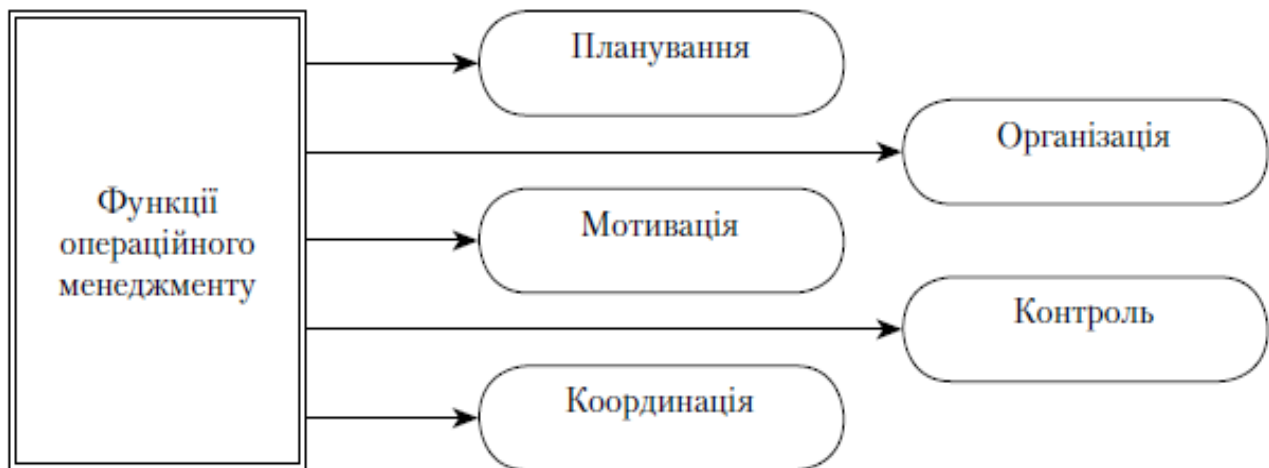 Функції
операційного
менеджменту
Планування
Організація
Мотивація
Контроль
Координація